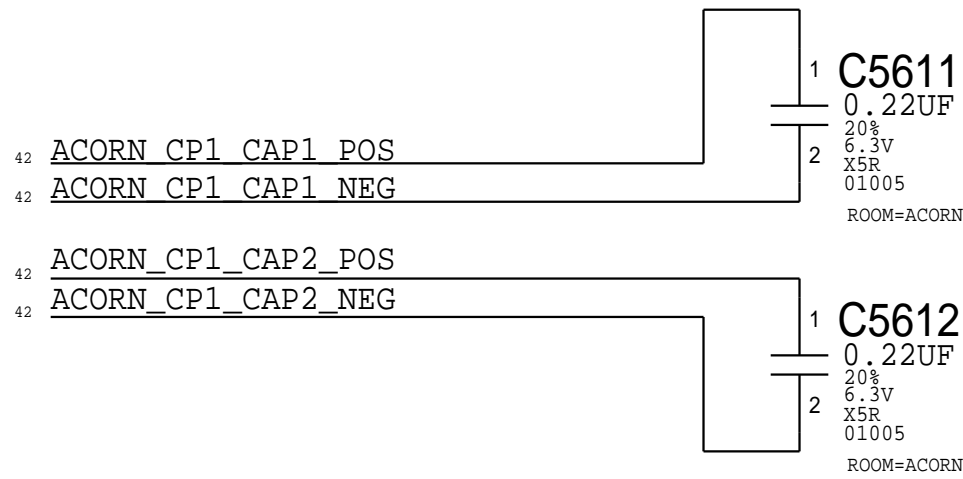 1 C5611
0.22UF
20%
6.3V
X5R
01005
2
ROOM=ACORN
42 ACORN_CP1_CAP1_POS
42 ACORN_CP1_CAP1_NEG
42 ACORN_CP1_CAP2_POS
42 ACORN_CP1_CAP2_NEG
1 C5612
0.22UF
20%
6.3V
X5R
01005
2
ROOM=ACORN